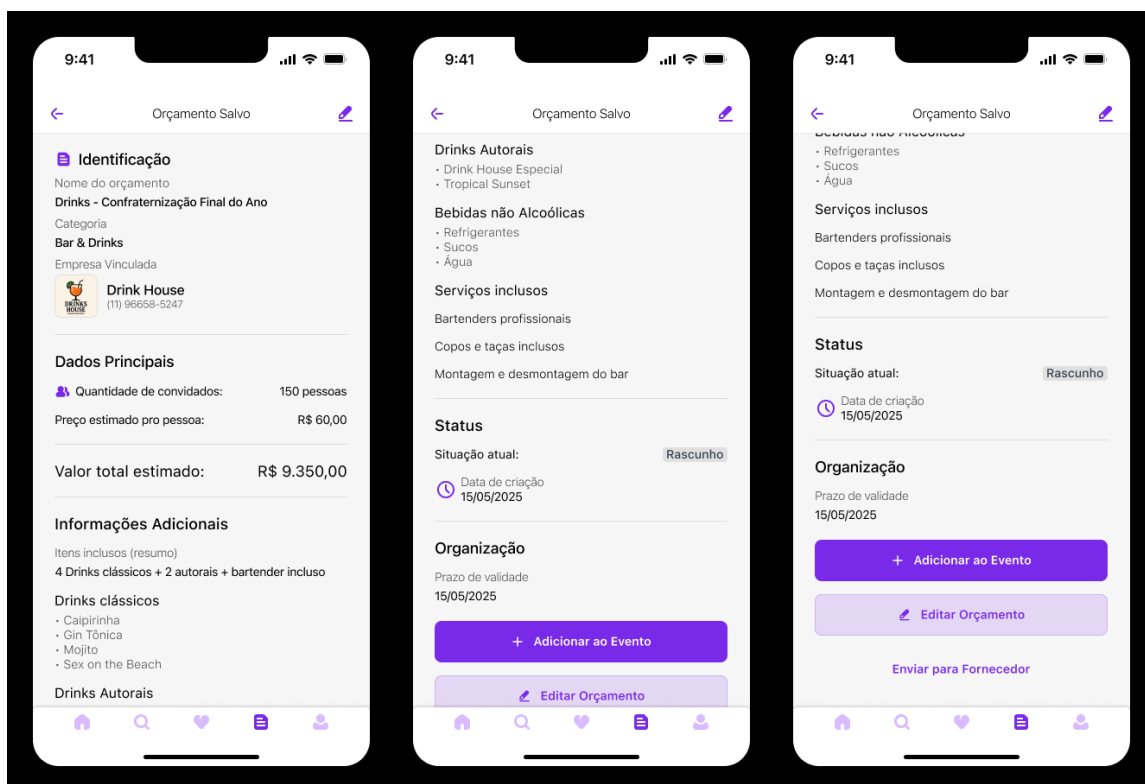 9:41
Orçamento Salvo
Identificação
Nome do orçamento
Drinks - Confraternização Final do Ano
Categoria
Bar & Drinks
Empresa Vinculada
DRINKS
HOUSE
Drink House
(11) 96658-5247
Dados Principais
Quantidade de convidados: 150 pessoas
Preço estimado pro pessoa: R$ 60,00
Valor total estimado: R$ 9.350,00
Informações Adicionais
Itens inclusos (resumo)
4 Drinks clássicos + 2 autorais + bartender incluso
Drinks clássicos
• Caipirinha
• Gin Tônica
• Mojito
• Sex on the Beach
Drinks Autorais
9:41
Orçamento Salvo
Drinks Autorais
• Drink House Especial
• Tropical Sunset
Bebidas não Alcoólicas
• Refrigerantes
• Sucos
• Água
Serviços inclusos
Bartenders profissionais
Copos e taças inclusos
Montagem e desmontagem do bar
Status
Situação atual: Rascunho
Data de criação
15/05/2025
Organização
Prazo de validade
15/05/2025
+ Adicionar ao Evento
Editar Orçamento
9:41
Orçamento Salvo
Bebidas não Alcoólicas
• Refrigerantes
• Sucos
• Água
Serviços inclusos
Bartenders profissionais
Copos e taças inclusos
Montagem e desmontagem do bar
Status
Situação atual: Rascunho
Data de criação
15/05/2025
Organização
Prazo de validade
15/05/2025
+ Adicionar ao Evento
Editar Orçamento
Enviar para Fornecedor